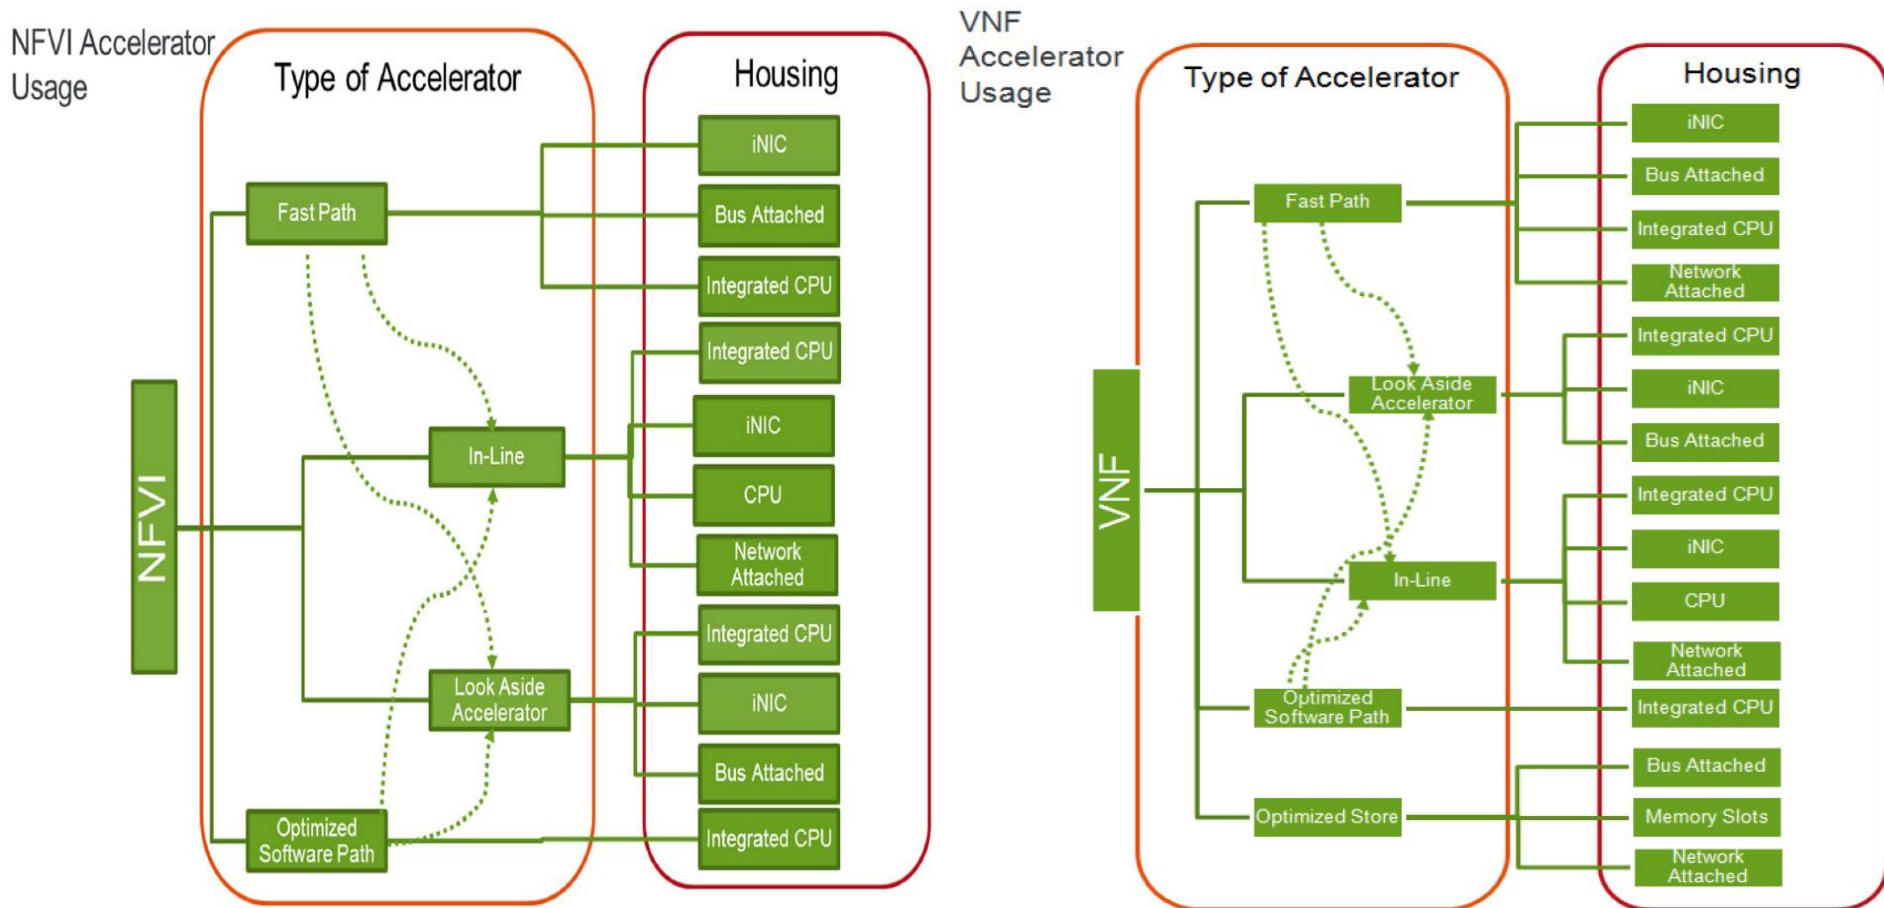 NFVI Accelerator
Usage
Type of Accelerator
Housing
NFVI
Fast Path
In-Line
Look Aside
Accelerator
Optimized
Software Path
iNIC
Bus Attached
Integrated CPU
Integrated CPU
iNIC
CPU
Network
Attached
Integrated CPU
iNIC
Bus Attached
Integrated CPU
VNF
Accelerator
Usage
Type of Accelerator
Housing
VNF
Fast Path
Look Aside
Accelerator
In-Line
Optimized
Software Path
Optimized Store
iNIC
Bus Attached
Integrated CPU
Network
Attached
Integrated CPU
iNIC
Bus Attached
Integrated CPU
iNIC
CPU
Network
Attached
Integrated CPU
Bus Attached
Memory Slots
Network
Attached